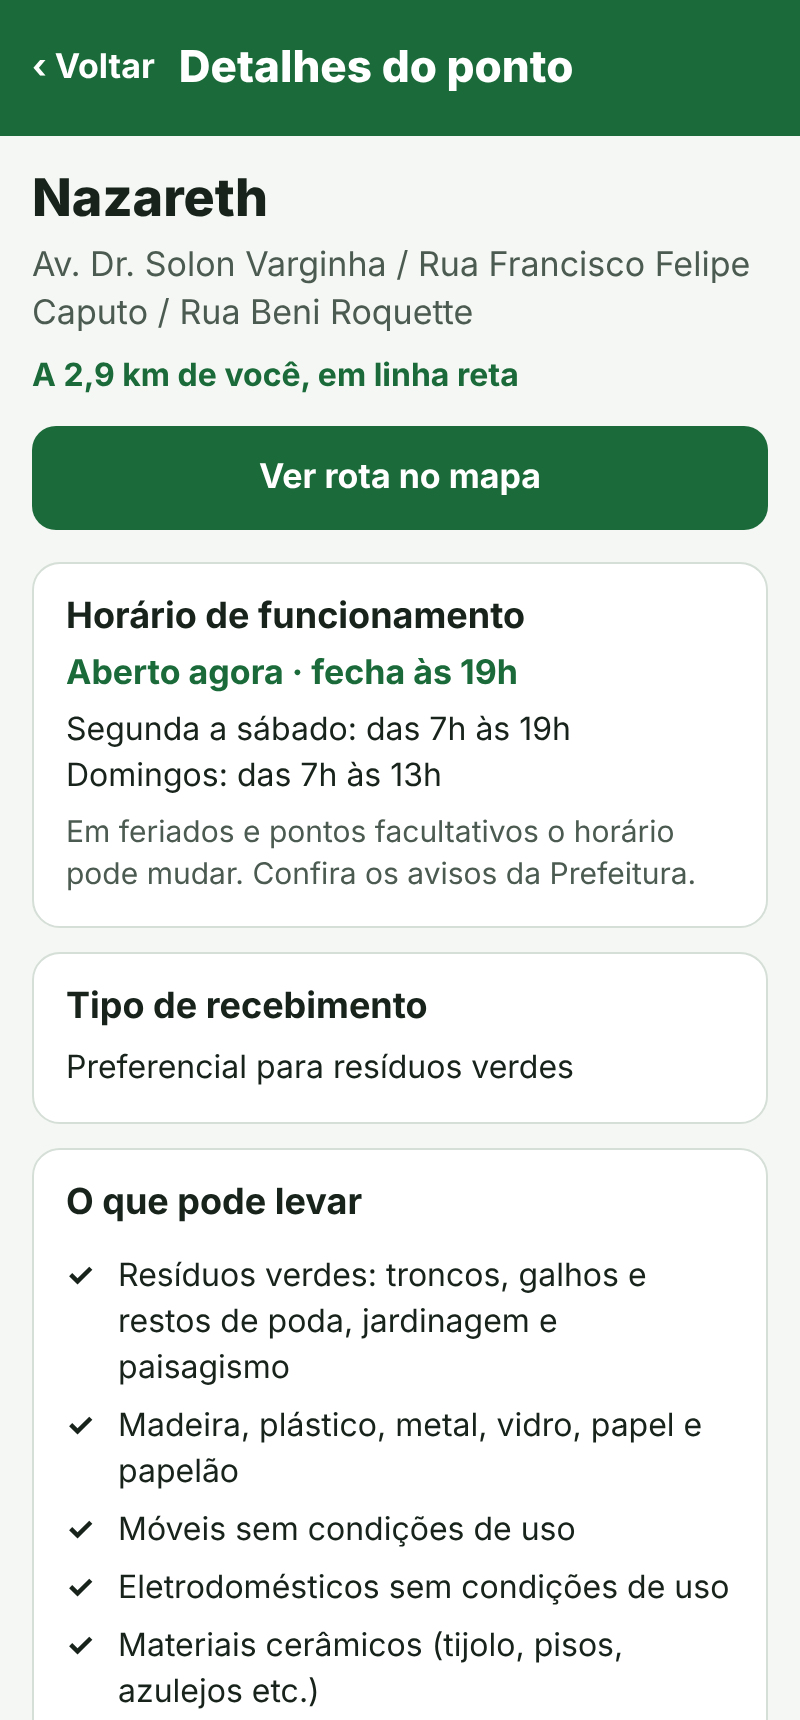 ‹ Voltar Detalhes do ponto
Nazareth
Av. Dr. Solon Varginha / Rua Francisco Felipe
Caputo / Rua Beni Roquette
A 2,9 km de você, em linha reta
Ver rota no mapa
Horário de funcionamento
Aberto agora · fecha às 19h
Segunda a sábado: das 7h às 19h
Domingos: das 7h às 13h
Em feriados e pontos facultativos o horário
pode mudar. Confira os avisos da Prefeitura.
Tipo de recebimento
Preferencial para resíduos verdes
O que pode levar
✓ Resíduos verdes: troncos, galhos e
restos de poda, jardinagem e
paisagismo
✓ Madeira, plástico, metal, vidro, papel e
papelão
✓ Móveis sem condições de uso
✓ Eletrodomésticos sem condições de uso
✓ Materiais cerâmicos (tijolo, pisos,
azulejos etc.)